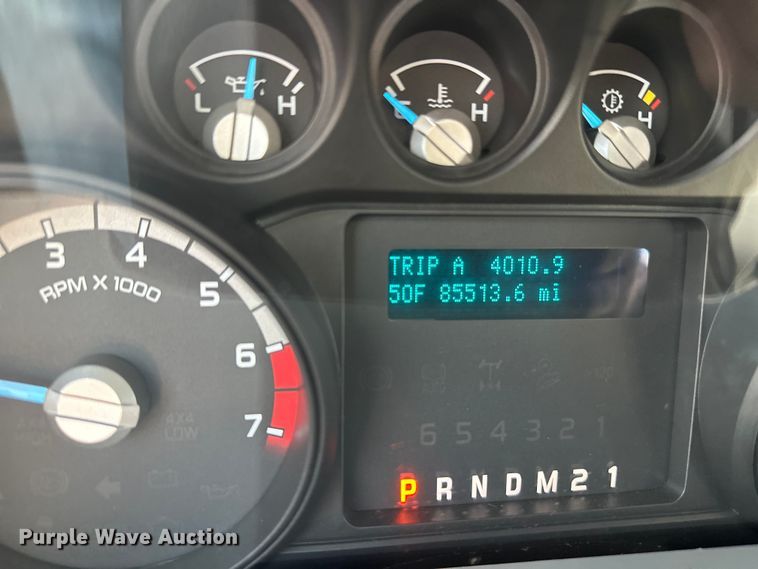 L H
C H
4
3 4 5 6 7
RPM X 1000
TRIP A 4010.9
50F 85513.6 mi
4X4
LOW
6 5 4 3 2 1
P R N D M 2 1
Purple Wave Auction